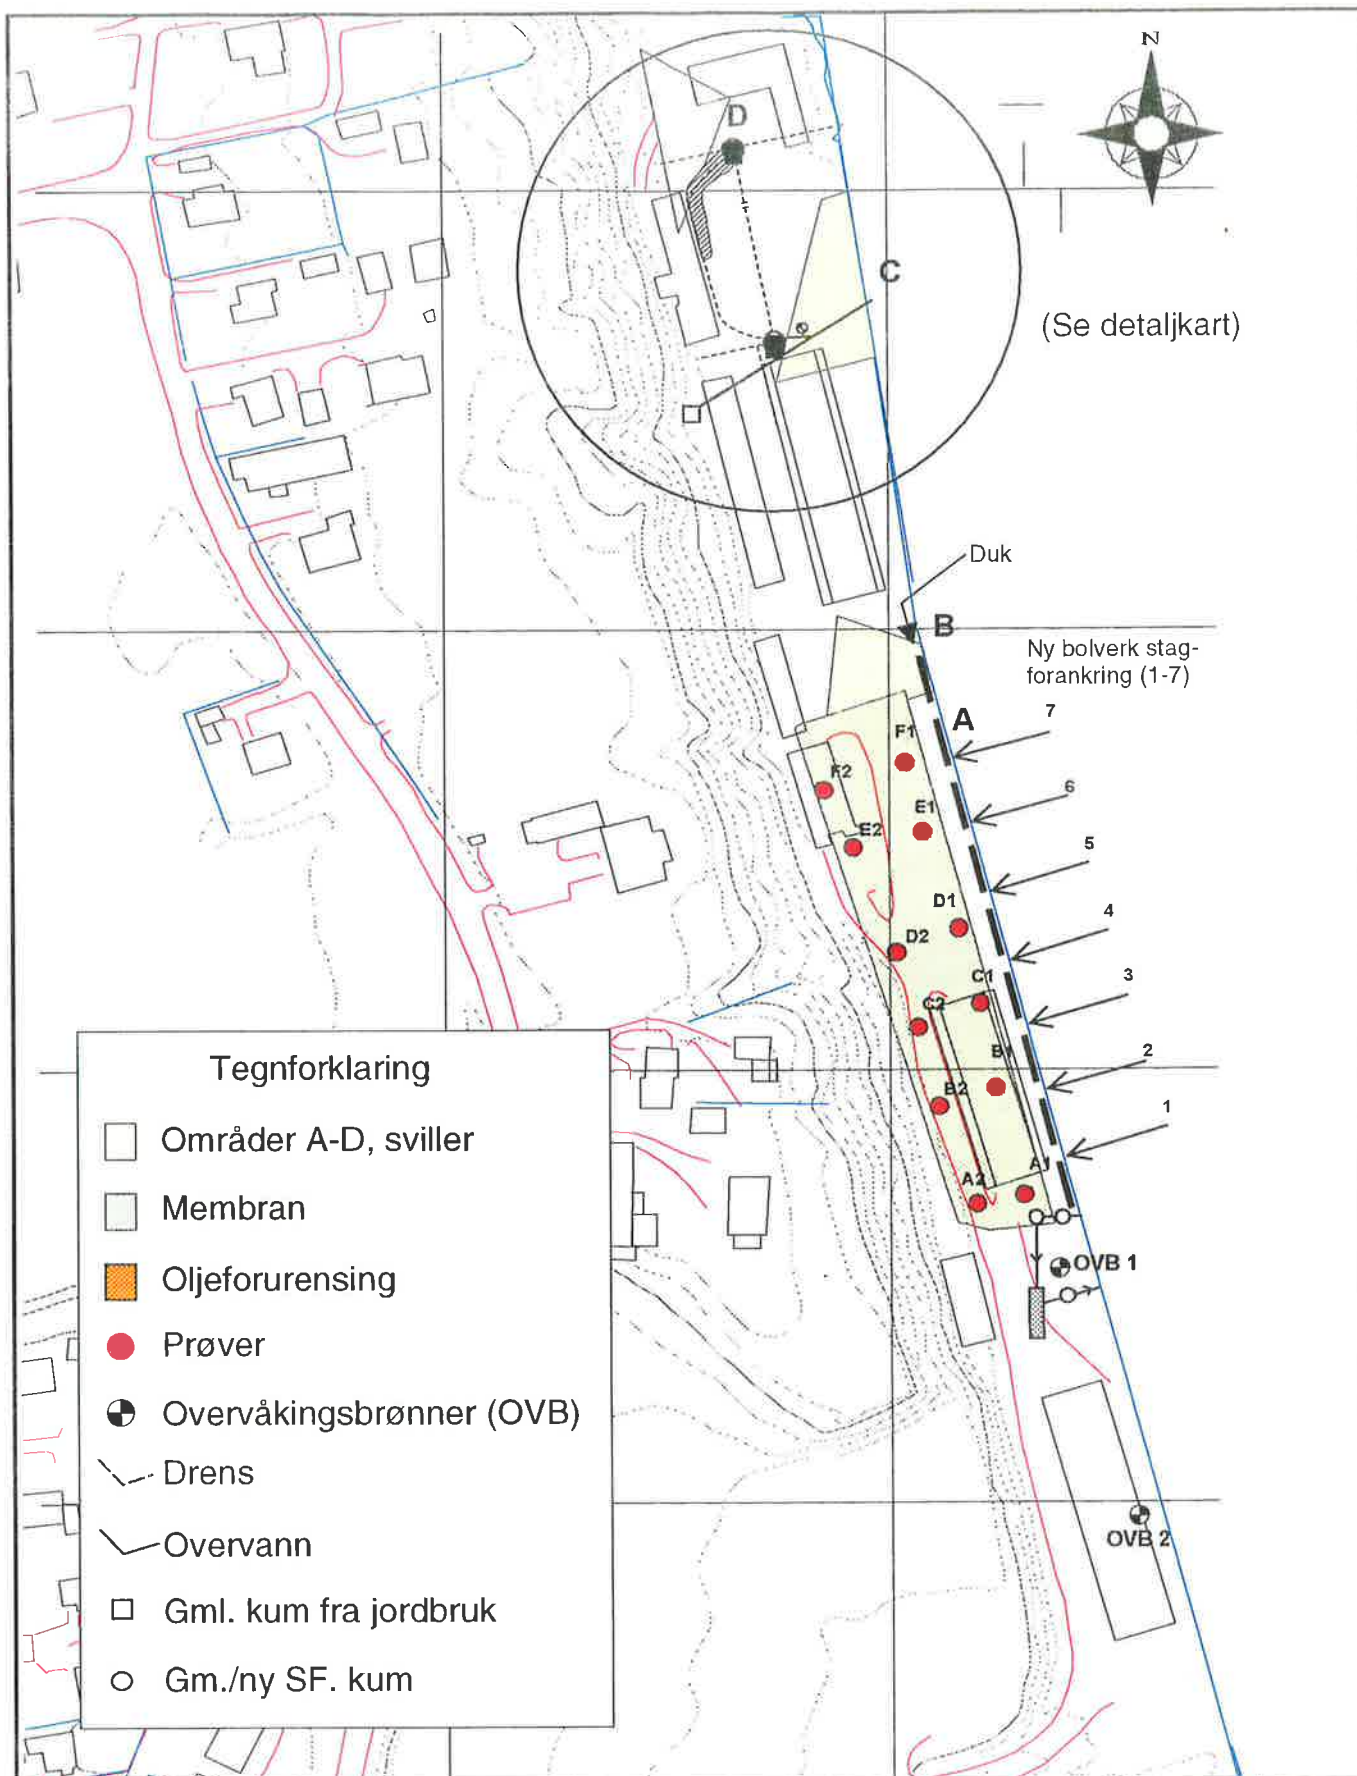 N
D
C
(Se detaljkart)
Duk
B
Ny bolverk stag-
forankring (1-7)
A
7
F1
F2
6
E1
E2
5
D1
4
D2
C1
3
C2
B1
2
B2
1
A1
A2
OVB 1
OVB 2
Tegnforklaring
Områder A-D, sviller
Membran
Oljeforurensing
Prøver
Overvåkingsbrønner (OVB)
Drens
Overvann
Gml. kum fra jordbruk
Gm./ny SF. kum